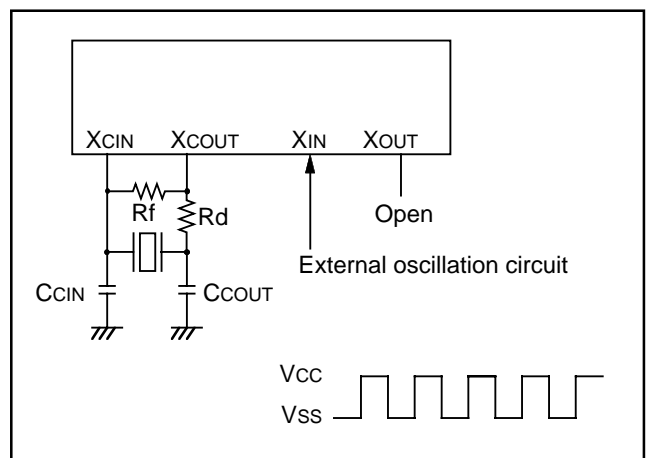 XCIN XCOUT XIN XOUT
Rf
Rd
Open
External oscillation circuit
CCIN CCOUT
VCC
VSS